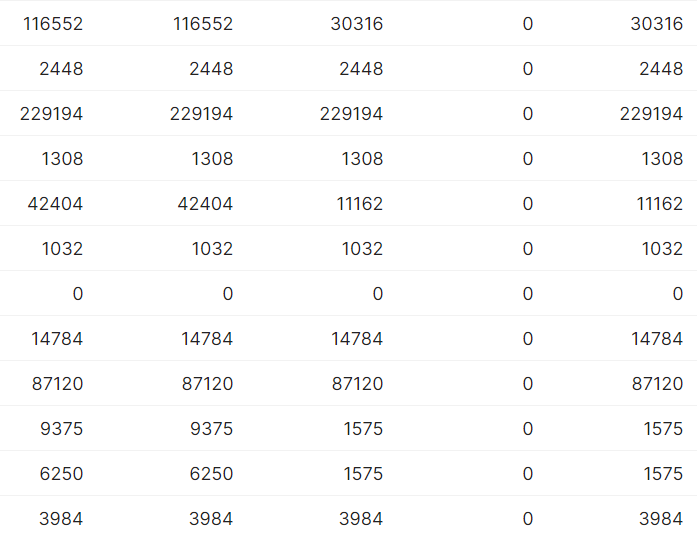 116552 116552 30316 0 30316
2448 2448 2448 0 2448
229194 229194 229194 0 229194
1308 1308 1308 0 1308
42404 42404 11162 0 11162
1032 1032 1032 0 1032
0 0 0 0 0
14784 14784 14784 0 14784
87120 87120 87120 0 87120
9375 9375 1575 0 1575
6250 6250 1575 0 1575
3984 3984 3984 0 3984